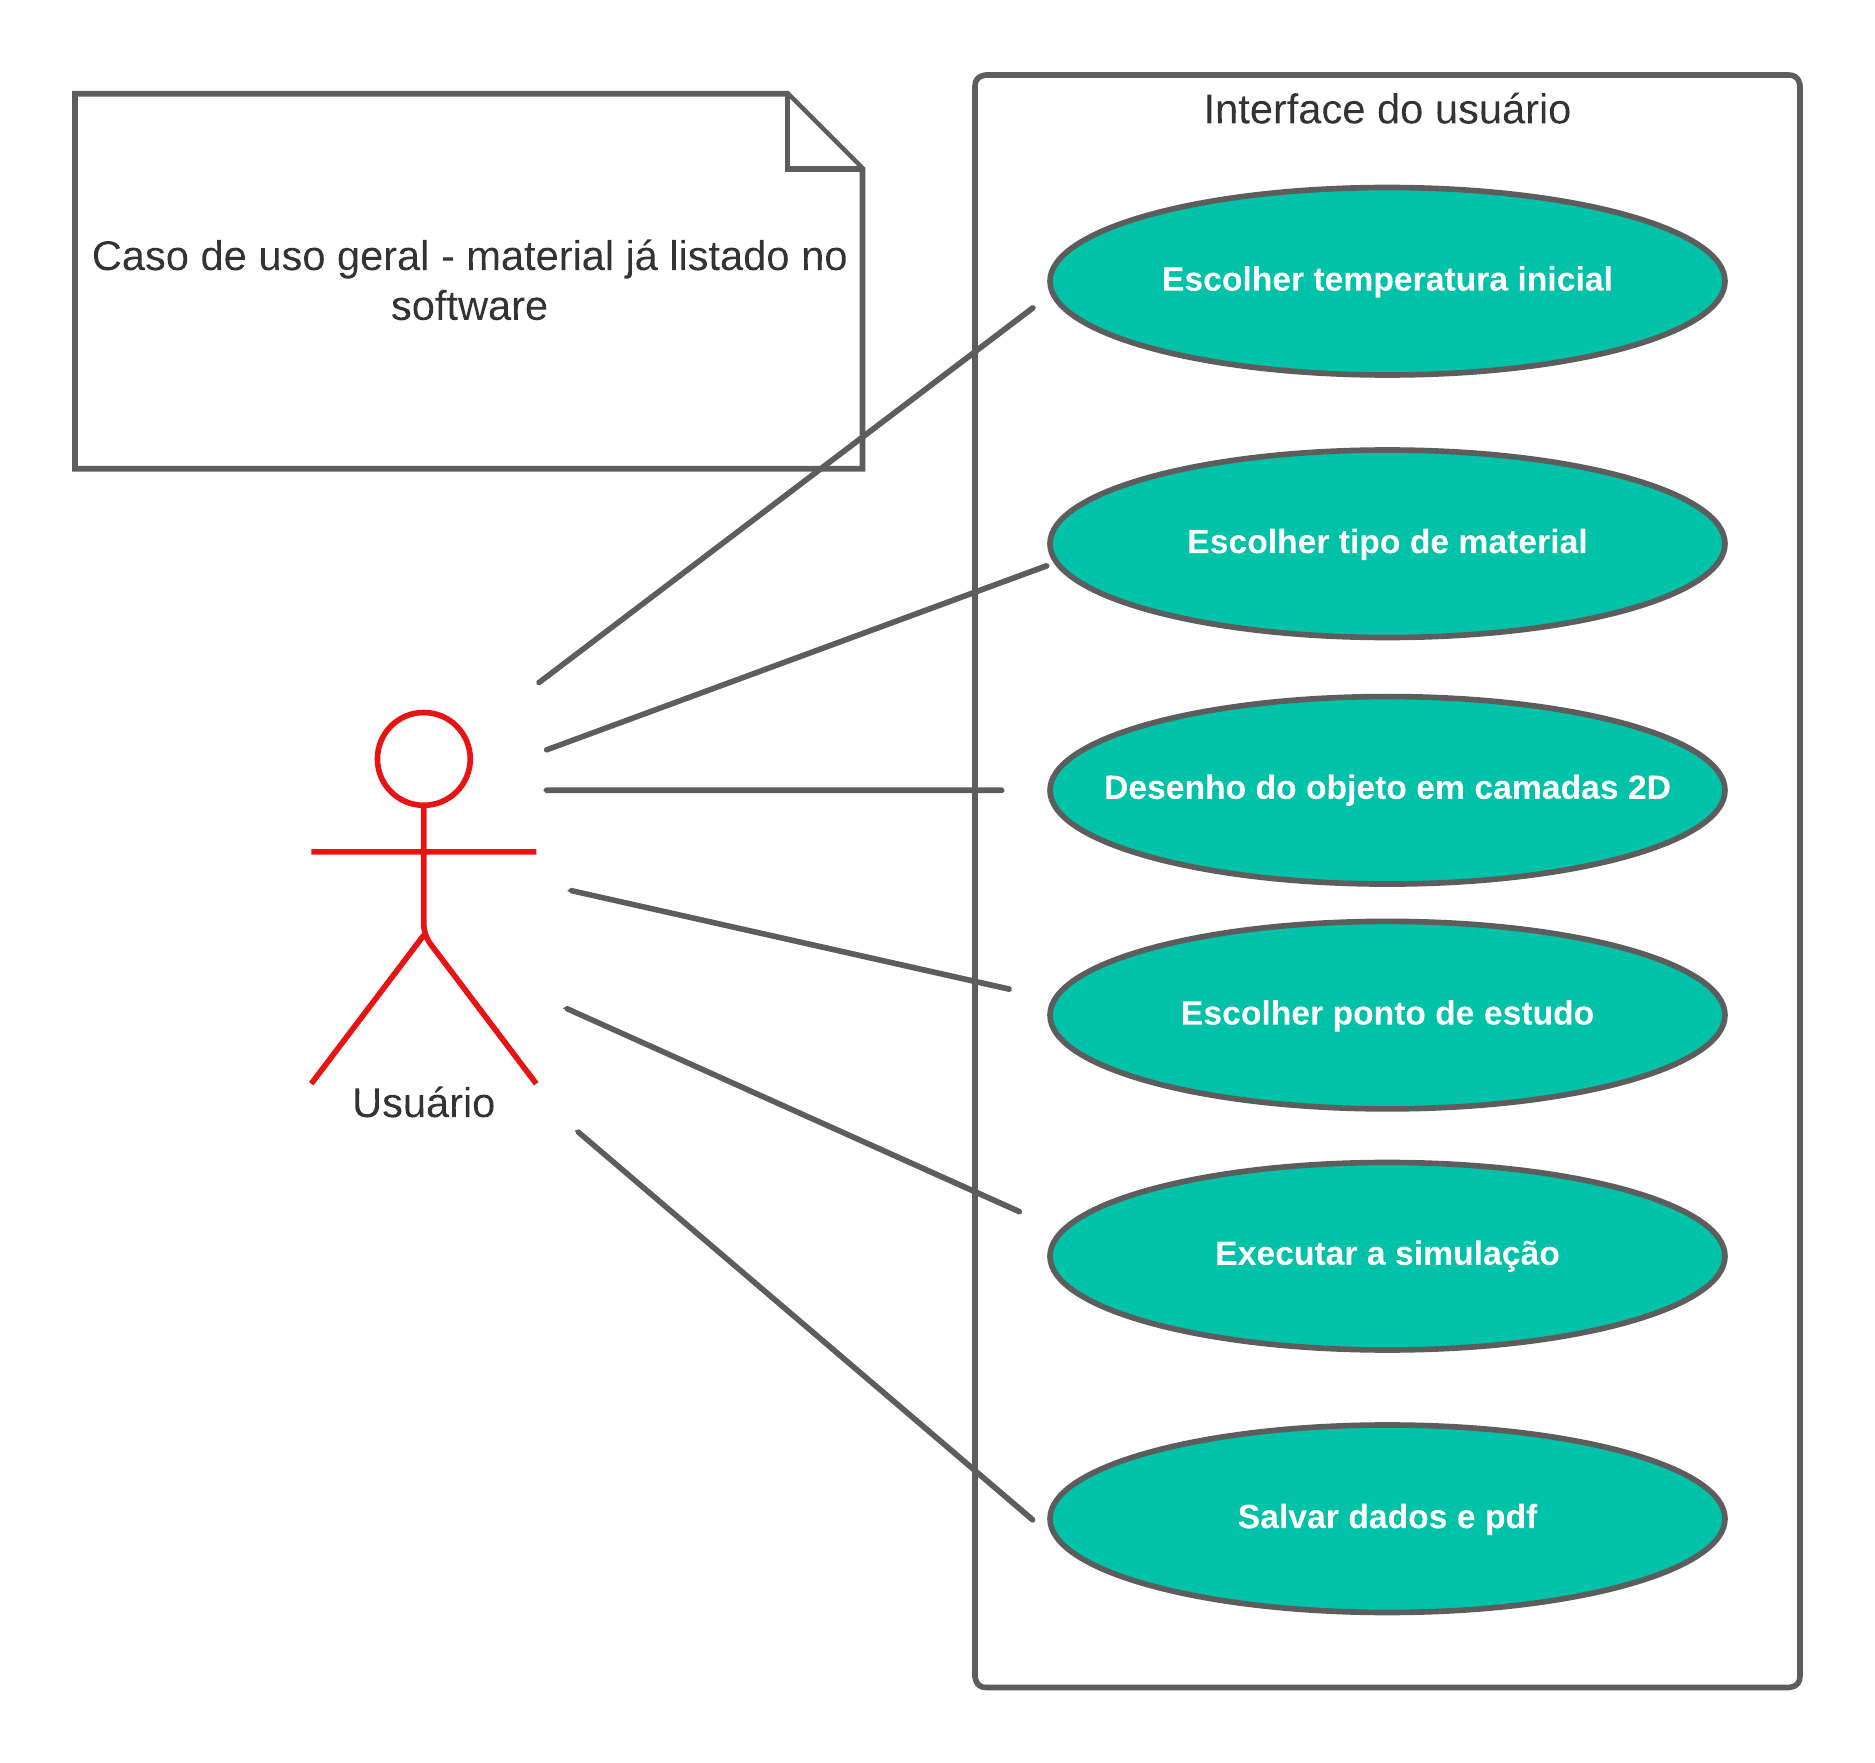 Caso de uso geral - material já listado no
software
Usuário
Interface do usuário
Escolher temperatura inicial
Escolher tipo de material
Desenho do objeto em camadas 2D
Escolher ponto de estudo
Executar a simulação
Salvar dados e pdf